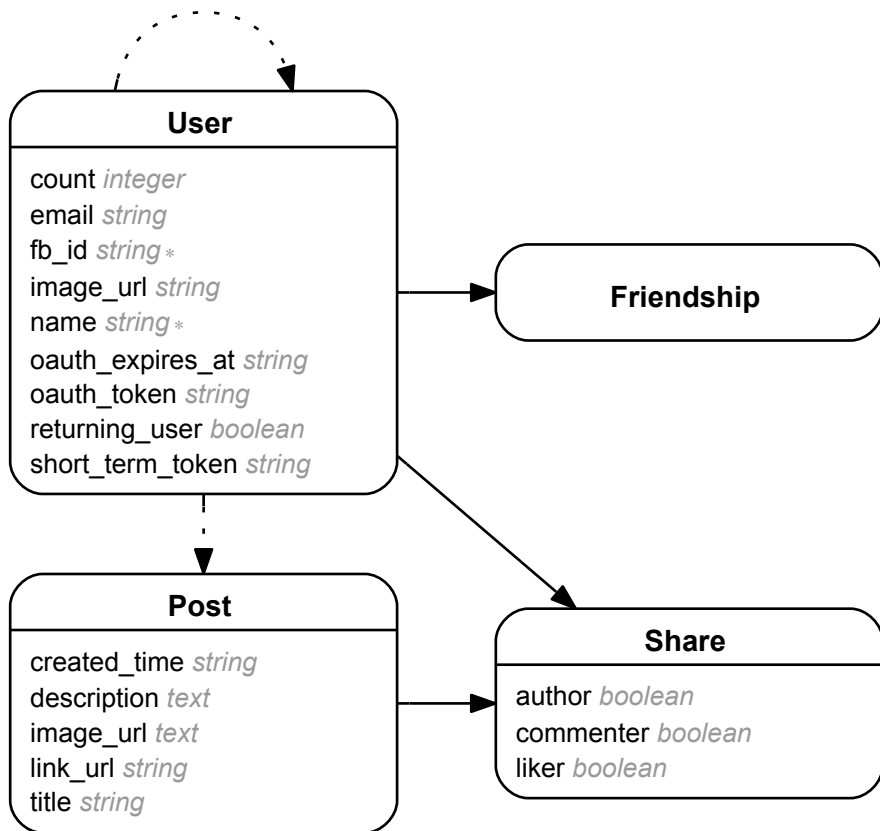 User
count integer
email string
fb_id string*
image_url string
name string*
oauth_expires_at string
oauth_token string
returning_user boolean
short_term_token string
Friendship
Post
created_time string
description text
image_url text
link_url string
title string
Share
author boolean
commenter boolean
liker boolean